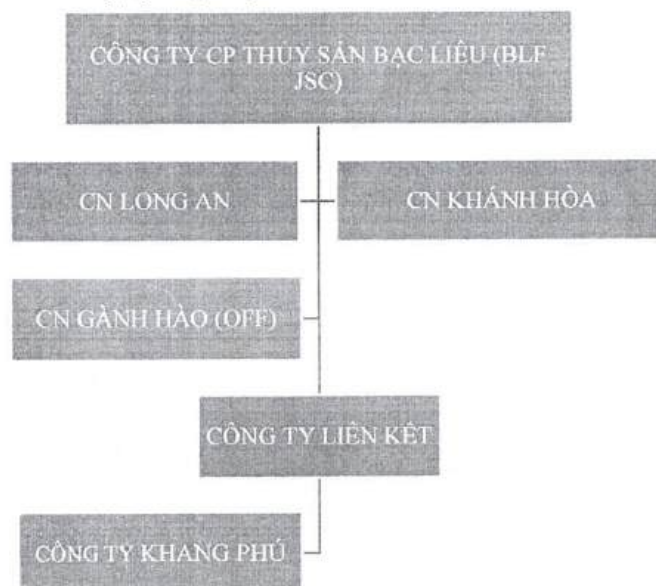 CÔNG TY CP THỦY SẢN BẠC LIÊU (BLF
JSC)
CN LONG AN
CN KHÁNH HÒA
CN GÀNH HÀO (OFF)
CÔNG TY LIÊN KẾT
CÔNG TY KHANG PHÚ